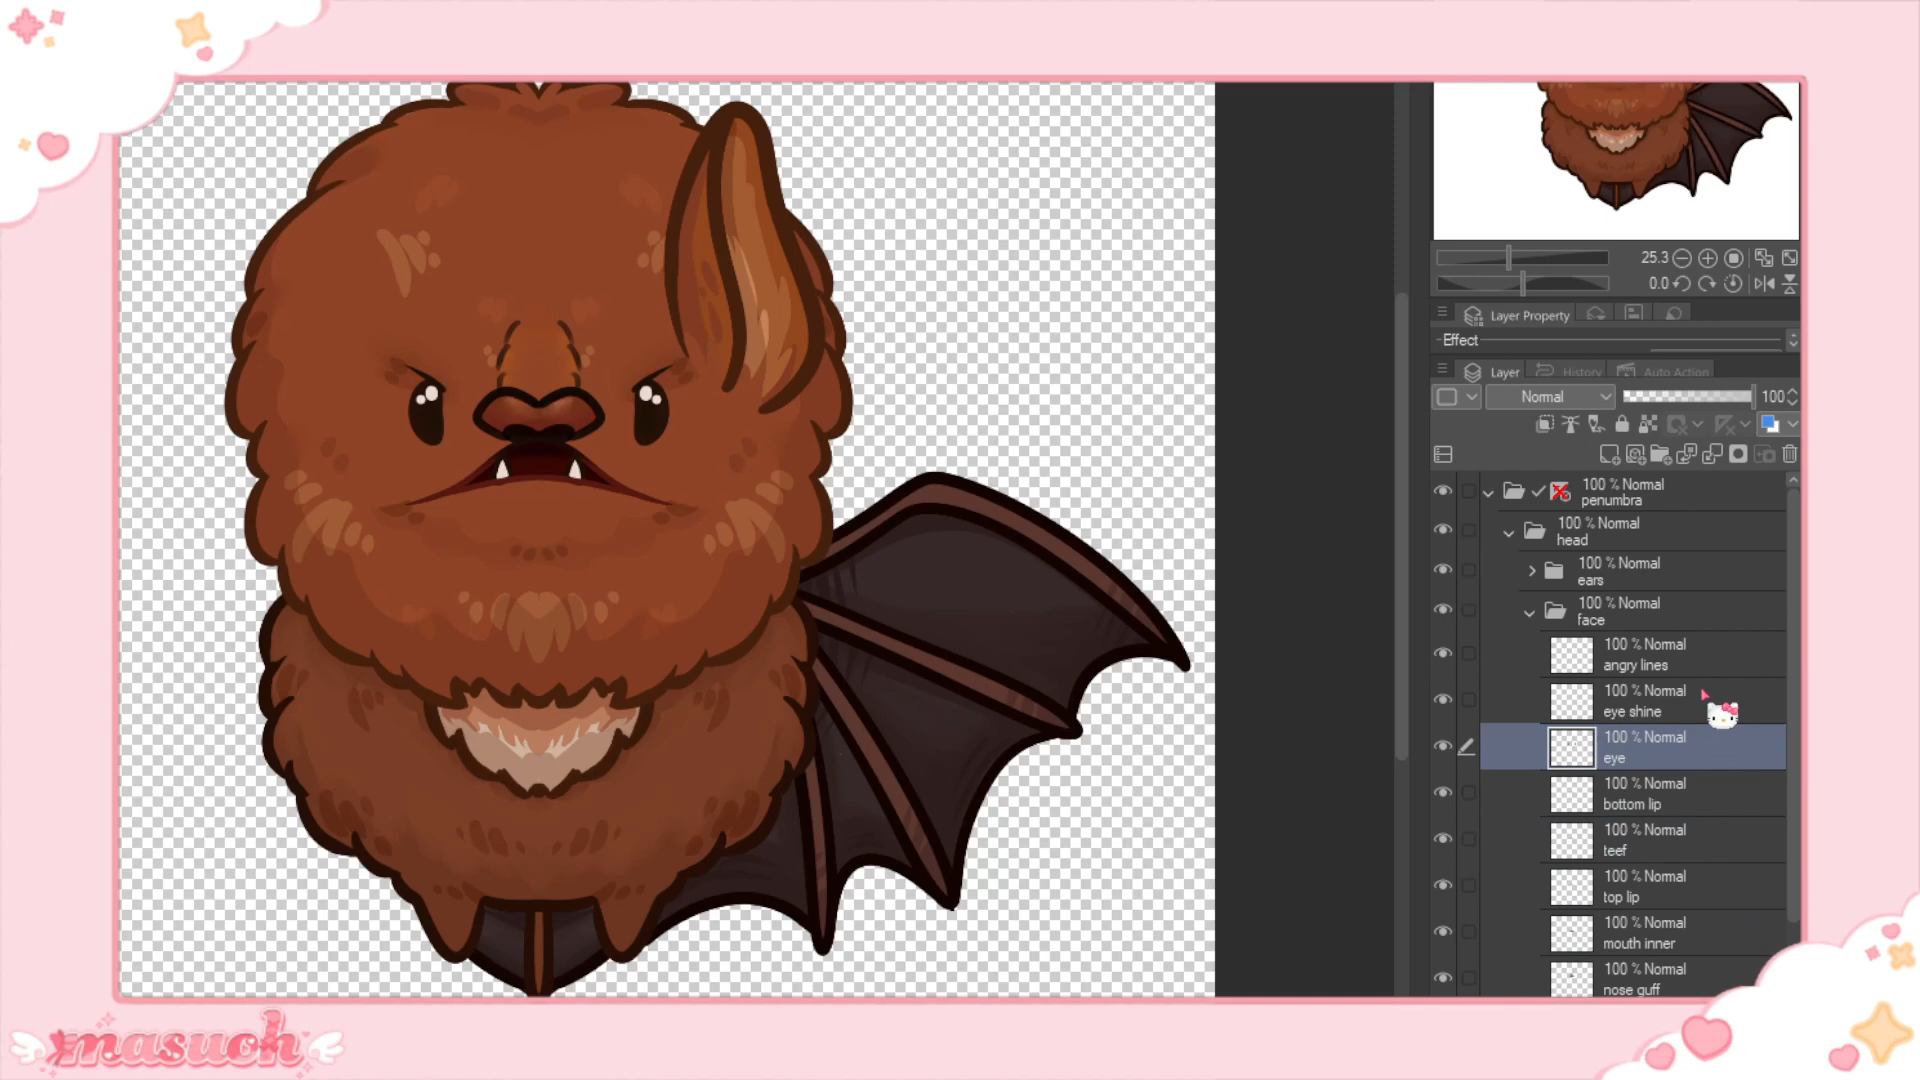 25.3
0.0
Layer Property
Effect
Layer
History
Auto Action
Normal
100
100 % Normal
penumbra
100 % Normal
head
100 % Normal
ears
100 % Normal
face
100 % Normal
angry lines
100 % Normal
eye shine
100 % Normal
eye
100 % Normal
bottom lip
100 % Normal
teef
100 % Normal
top lip
100 % Normal
mouth inner
100 % Normal
nose guff
masuoh